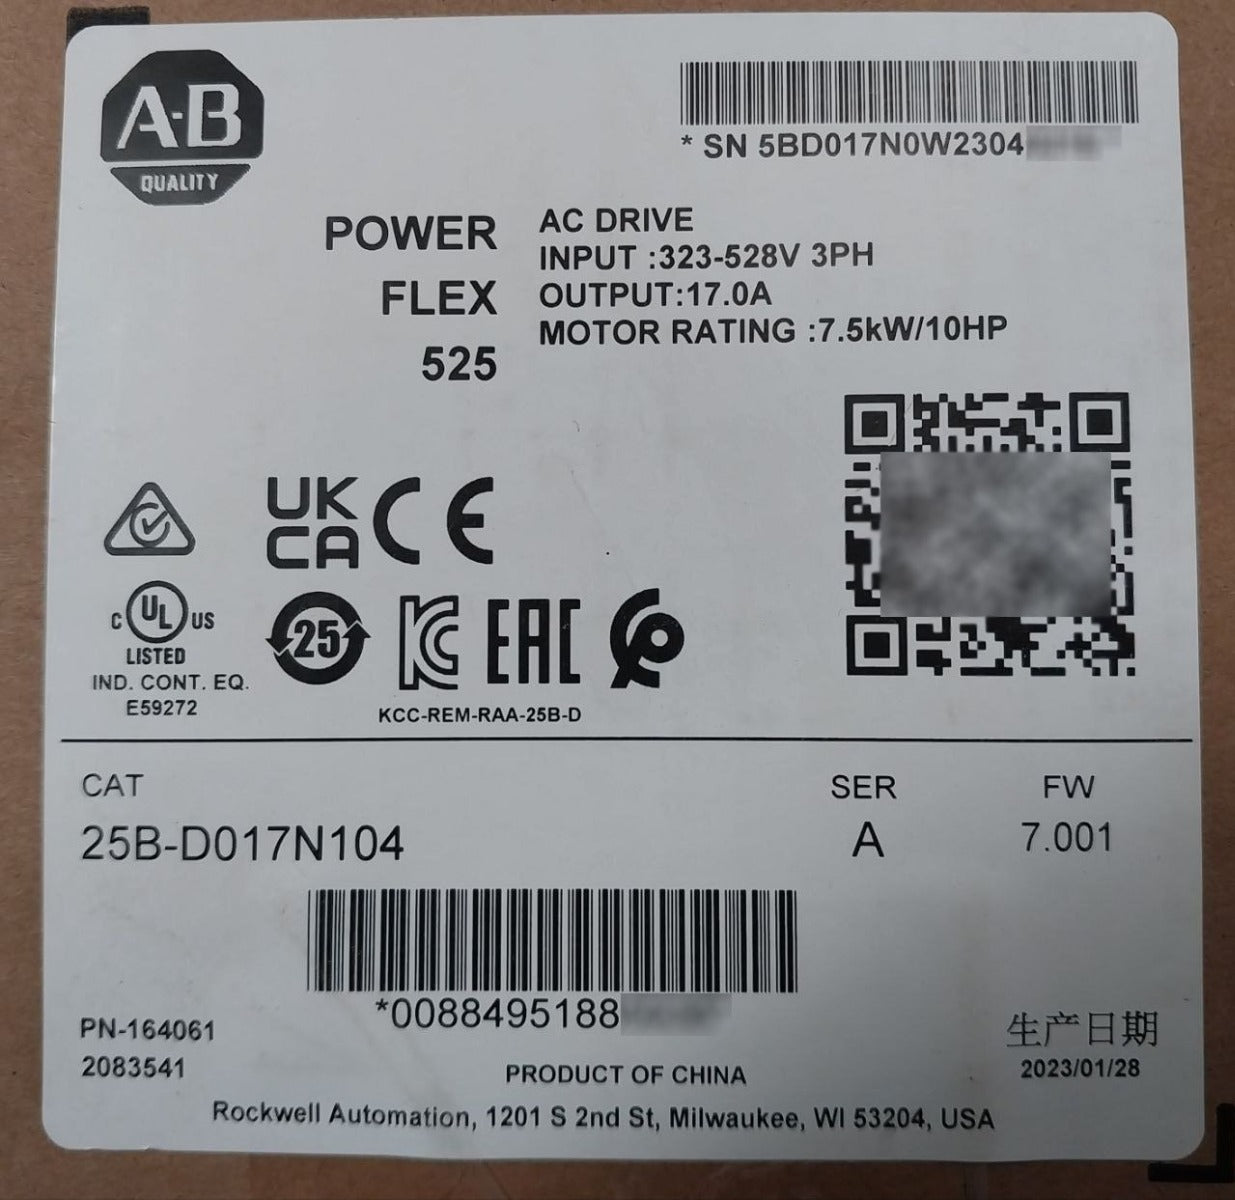 A-B
QUALITY
* SN 5BD017N0W2304
POWER
FLEX
525
AC DRIVE
INPUT :323-528V 3PH
OUTPUT:17.0A
MOTOR RATING :7.5kW/10HP
UK
CA
CE
C UL US
LISTED
IND. CONT. EQ.
E59272
25
KC
EAC
KCC-REM-RAA-25B-D
CAT
25B-D017N104
SER
A
FW
7.001
*0088495188
PN-164061
2083541
生产日期
2023/01/28
PRODUCT OF CHINA
Rockwell Automation, 1201 S 2nd St, Milwaukee, WI 53204, USA